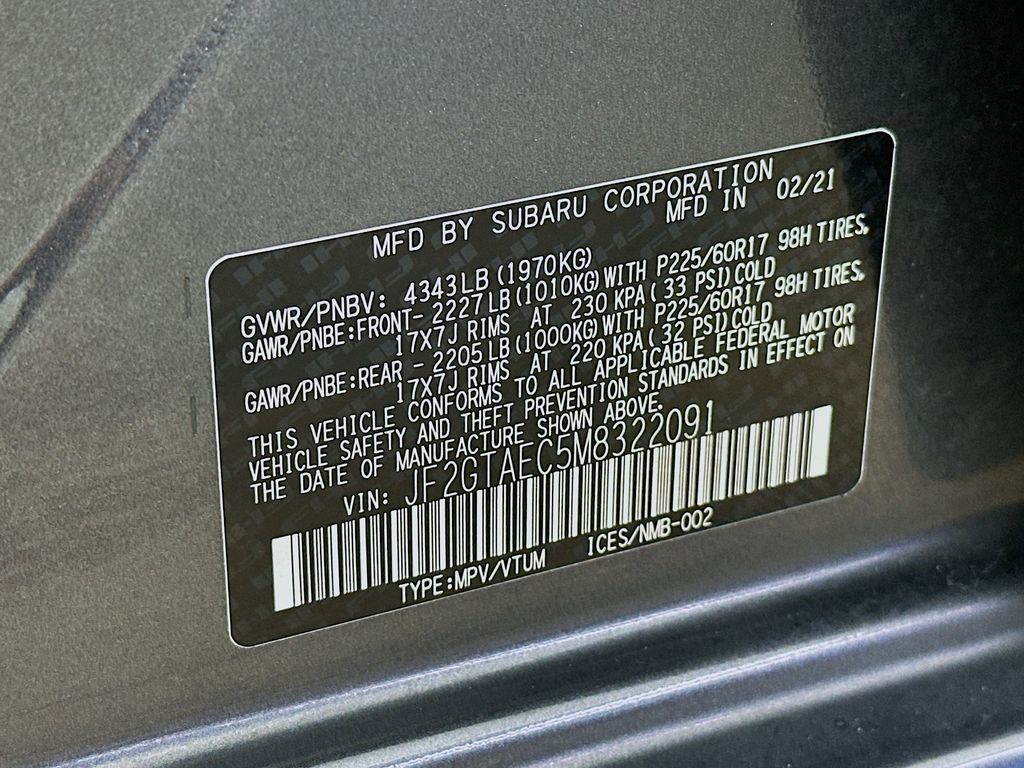 MFD BY SUBARU CORPORATION
MFD IN 02/21
GVWR/PNBV: 4343LB (1970KG)
GAWR/PNBE:FRONT- 2227LB(1010KG)WITH P225/60R17 98H TIRES,
17X7J RIMS AT 230 KPA( 33 PSI)COLD
GAWR/PNBE:REAR - 2205LB(1000KG)WITH P225/60R17 98H TIRES,
17X7J RIMS AT 220 KPA( 32 PSI)COLD
THIS VEHICLE CONFORMS TO ALL APPLICABLE FEDERAL MOTOR
VEHICLE SAFETY AND THEFT PREVENTION STANDARDS IN EFFECT ON
THE DATE OF MANUFACTURE SHOWN ABOVE.
VIN: JF2GTAEC5M8322091
TYPE:MPV/VTUM ICES/NMB-002